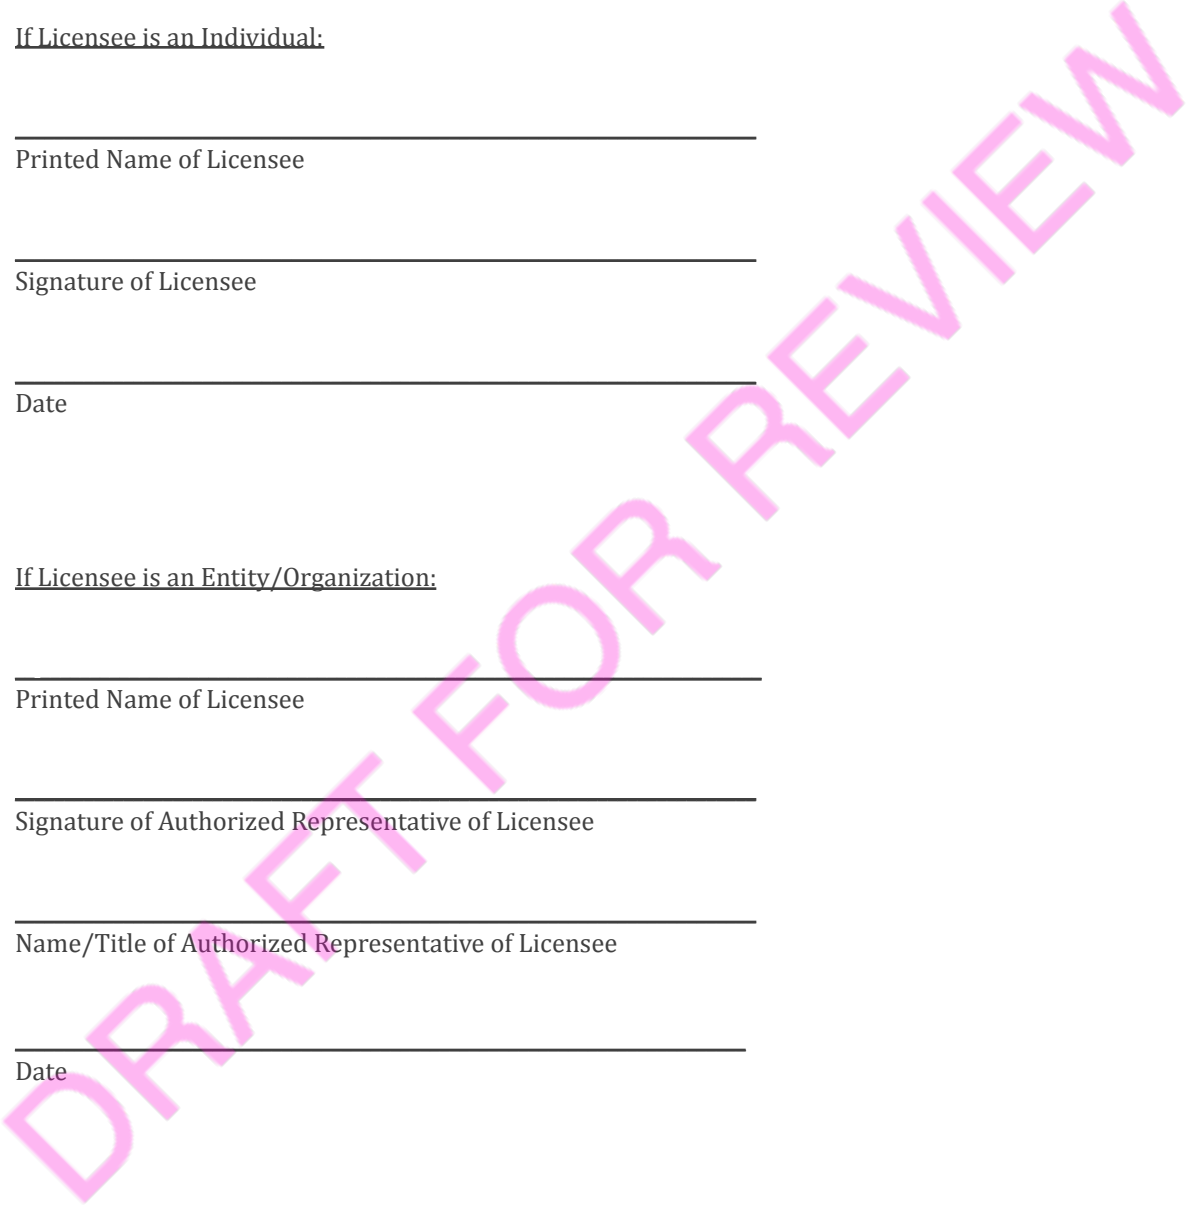 If Licensee is an Individual:
Printed Name of Licensee
Signature of Licensee
Date
If Licensee is an Entity/Organization:
Printed Name of Licensee
Signature of Authorized Representative of Licensee
Name/Title of Authorized Representative of Licensee
Date
DRAFT FOR REVIEW